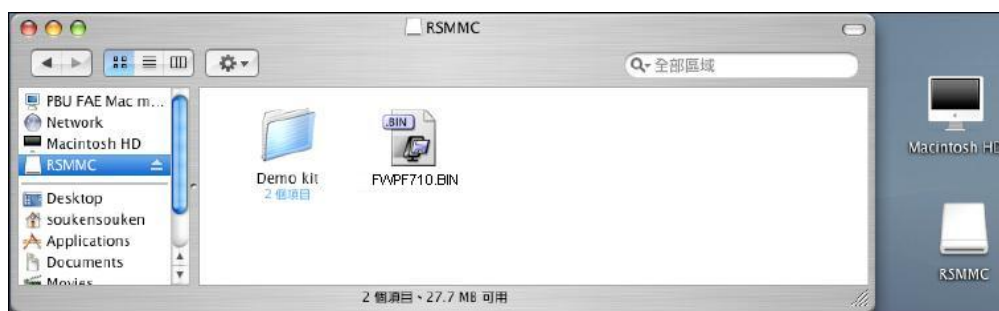 RSMMC
全部區域
PBU FAE Mac m...
Network
Macintosh HD
RSMMC
Desktop
soukensouken
Applications
Documents
Movies
.BIN
Demo kit
2 個項目
FWPF710.BIN
2 個項目、27.7 MB 可用
Macintosh HD
RSMMC